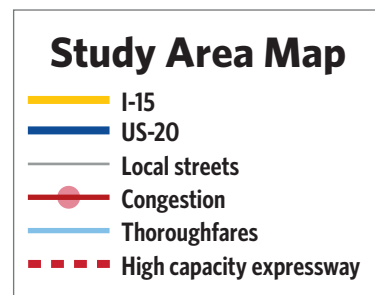 Study Area Map
I-15
US-20
Local streets
Congestion
Thoroughfares
High capacity expressway